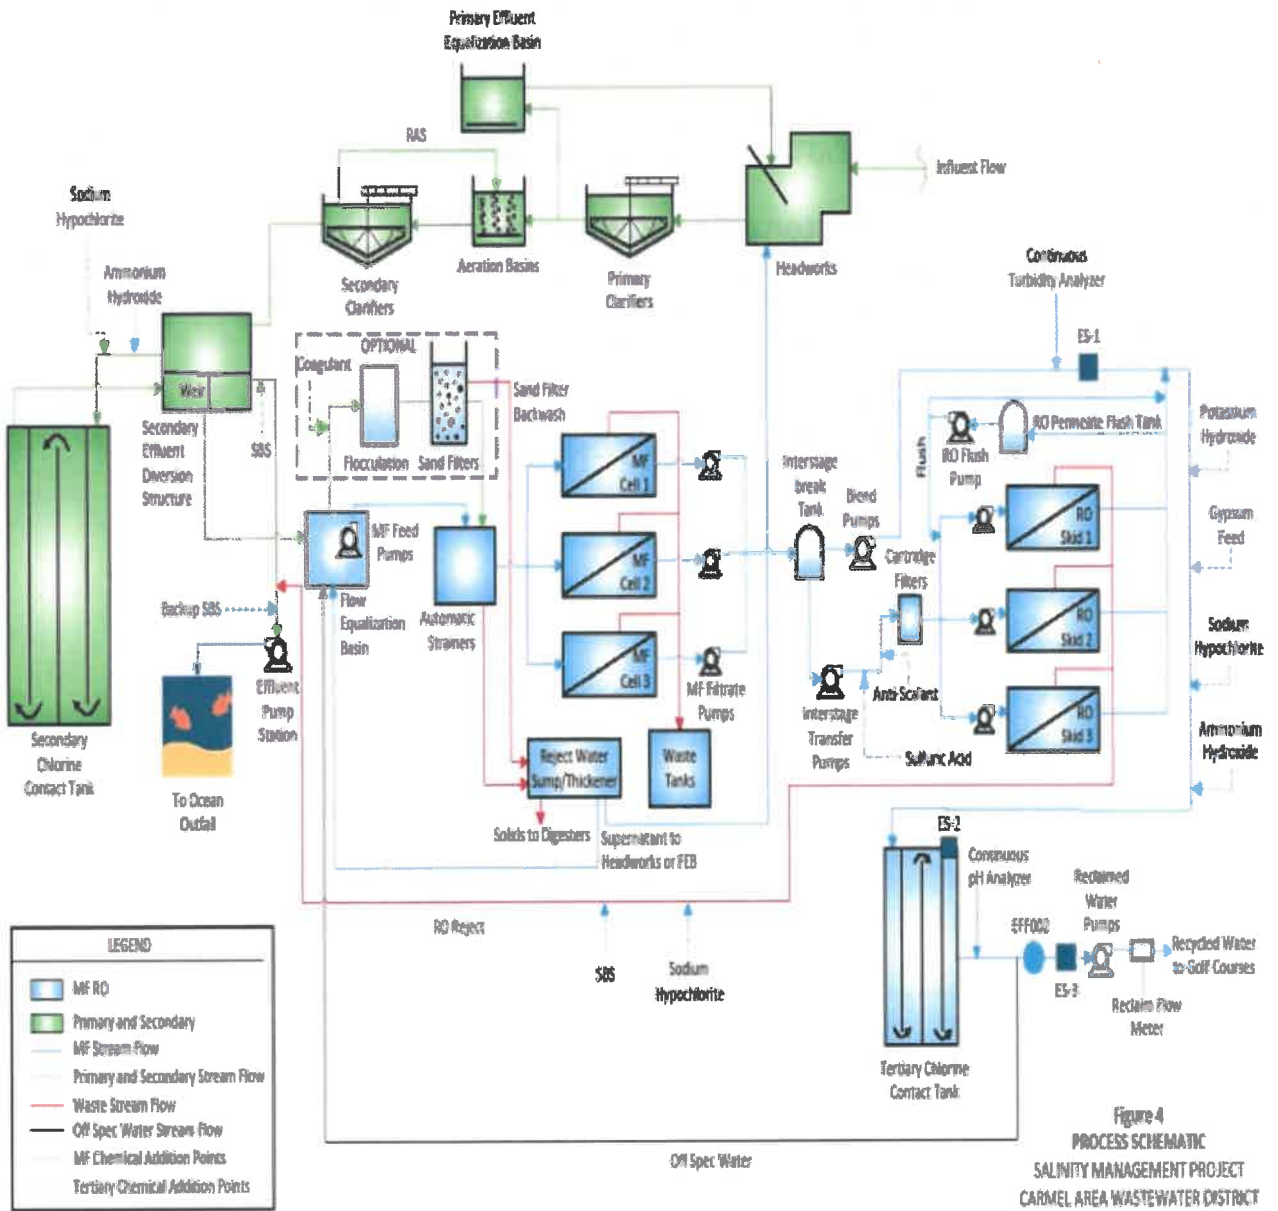 Primary Effluent
Equalization Basin
RAS
Influent Flow
Sodium
Hypochlorite
Ammonium
Hydroxide
Secondary
Clarifiers
Aeration Basins
Primary
Clarifiers
Headworks
Continuous
Turbidity Analyzer
ES-1
OPTIONAL
Coagulant
Weir
Secondary
Effluent
Diversion
Structure
SBS
Flocculation
Sand Filters
Sand Filter
Backwash
MF
Cell 1
MF
Cell 2
MF
Cell 3
MF Feed
Pumps
Flow
Equalization
Basin
Automatic
Strainers
MF Filtrate
Pumps
Interstage
break
Tank
Blend
Pumps
Cartridge
Filters
Flush
RO Flush
Pump
RO Permeate Flush Tank
RO
Skid 1
RO
Skid 2
RO
Skid 3
Potassium
Hydroxide
Gypsum
Feed
Sodium
Hypochlorite
Ammonium
Hydroxide
Backup SBS
Effluent
Pump
Station
Secondary
Chlorine
Contact Tank
To Ocean
Outfall
Reject Water
Sump/Thickener
Waste
Tanks
Solids to Digesters
Supernatant to
Headworks or FEB
Interstage
Transfer
Pumps
Anti-Scalant
Sulfuric Acid
RO Reject
SBS
Sodium
Hypochlorite
ES-2
Continuous
pH Analyzer
EFF002
ES-3
Reclaimed
Water
Pumps
Recycled Water
to Golf Courses
Reclaim Flow
Meter
Tertiary Chlorine
Contact Tank
Off Spec Water
LEGEND
MF RO
Primary and Secondary
MF Stream Flow
Primary and Secondary Stream Flow
Waste Stream Flow
Off Spec Water Stream Flow
MF Chemical Addition Points
Tertiary Chemical Addition Points
Figure 4
PROCESS SCHEMATIC
SALINITY MANAGEMENT PROJECT
CARMEL AREA WASTEWATER DISTRICT